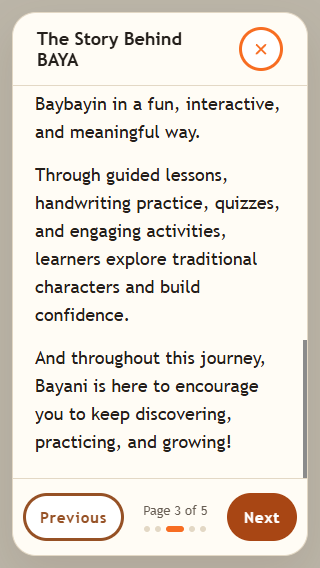 The Story Behind
BAYA
Baybayin in a fun, interactive,
and meaningful way.
Through guided lessons,
handwriting practice, quizzes,
and engaging activities,
learners explore traditional
characters and build
confidence.
And throughout this journey,
Bayani is here to encourage
you to keep discovering,
practicing, and growing!
Previous
Page 3 of 5
Next